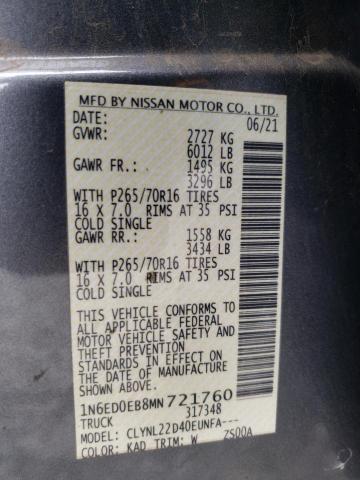 MFD BY NISSAN MOTOR CO., LTD.
DATE: 06/21
GVWR: 2727 KG
6012 LB
GAWR FR.: 1495 KG
3296 LB
WITH P265/70R16 TIRES
16 X 7.0 RIMS AT 35 PSI
COLD SINGLE
GAWR RR.: 1558 KG
3434 LB
WITH P265/70R16 TIRES
16 X 7.0 RIMS AT 35 PSI
COLD SINGLE
THIS VEHICLE CONFORMS TO
ALL APPLICABLE FEDERAL
MOTOR VEHICLE SAFETY AND
THEFT PREVENTION
STANDARDS IN EFFECT ON
THE DATE OF MANUFACTURE
SHOWN ABOVE.
1N6ED0EB8MN721760
TRUCK 317348
MODEL: CLYNL22D40EUNFA---
COLOR: KAD TRIM: W ZS00A